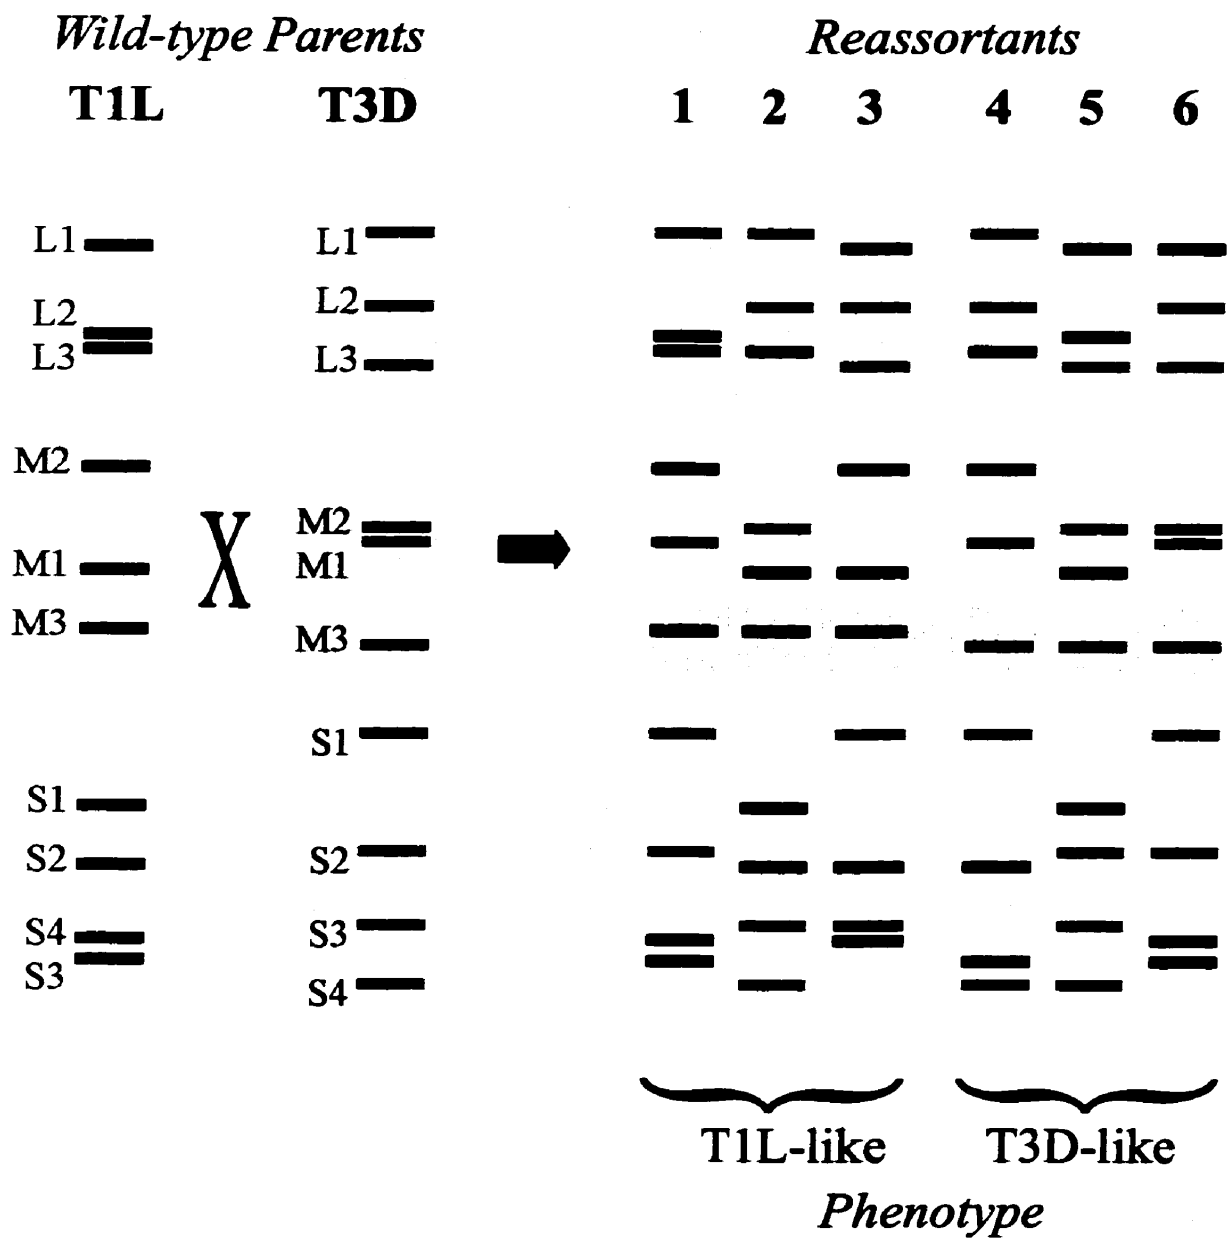 Wild-type Parents
Reassortants
T1L T3D 1 2 3 4 5 6
L1 L1
L2 L2
L3 L3
M2
M2
M1 M1
M3 M3
X
S1
S1
S2 S2
S4 S3
S3 S4
T1L-like T3D-like
Phenotype